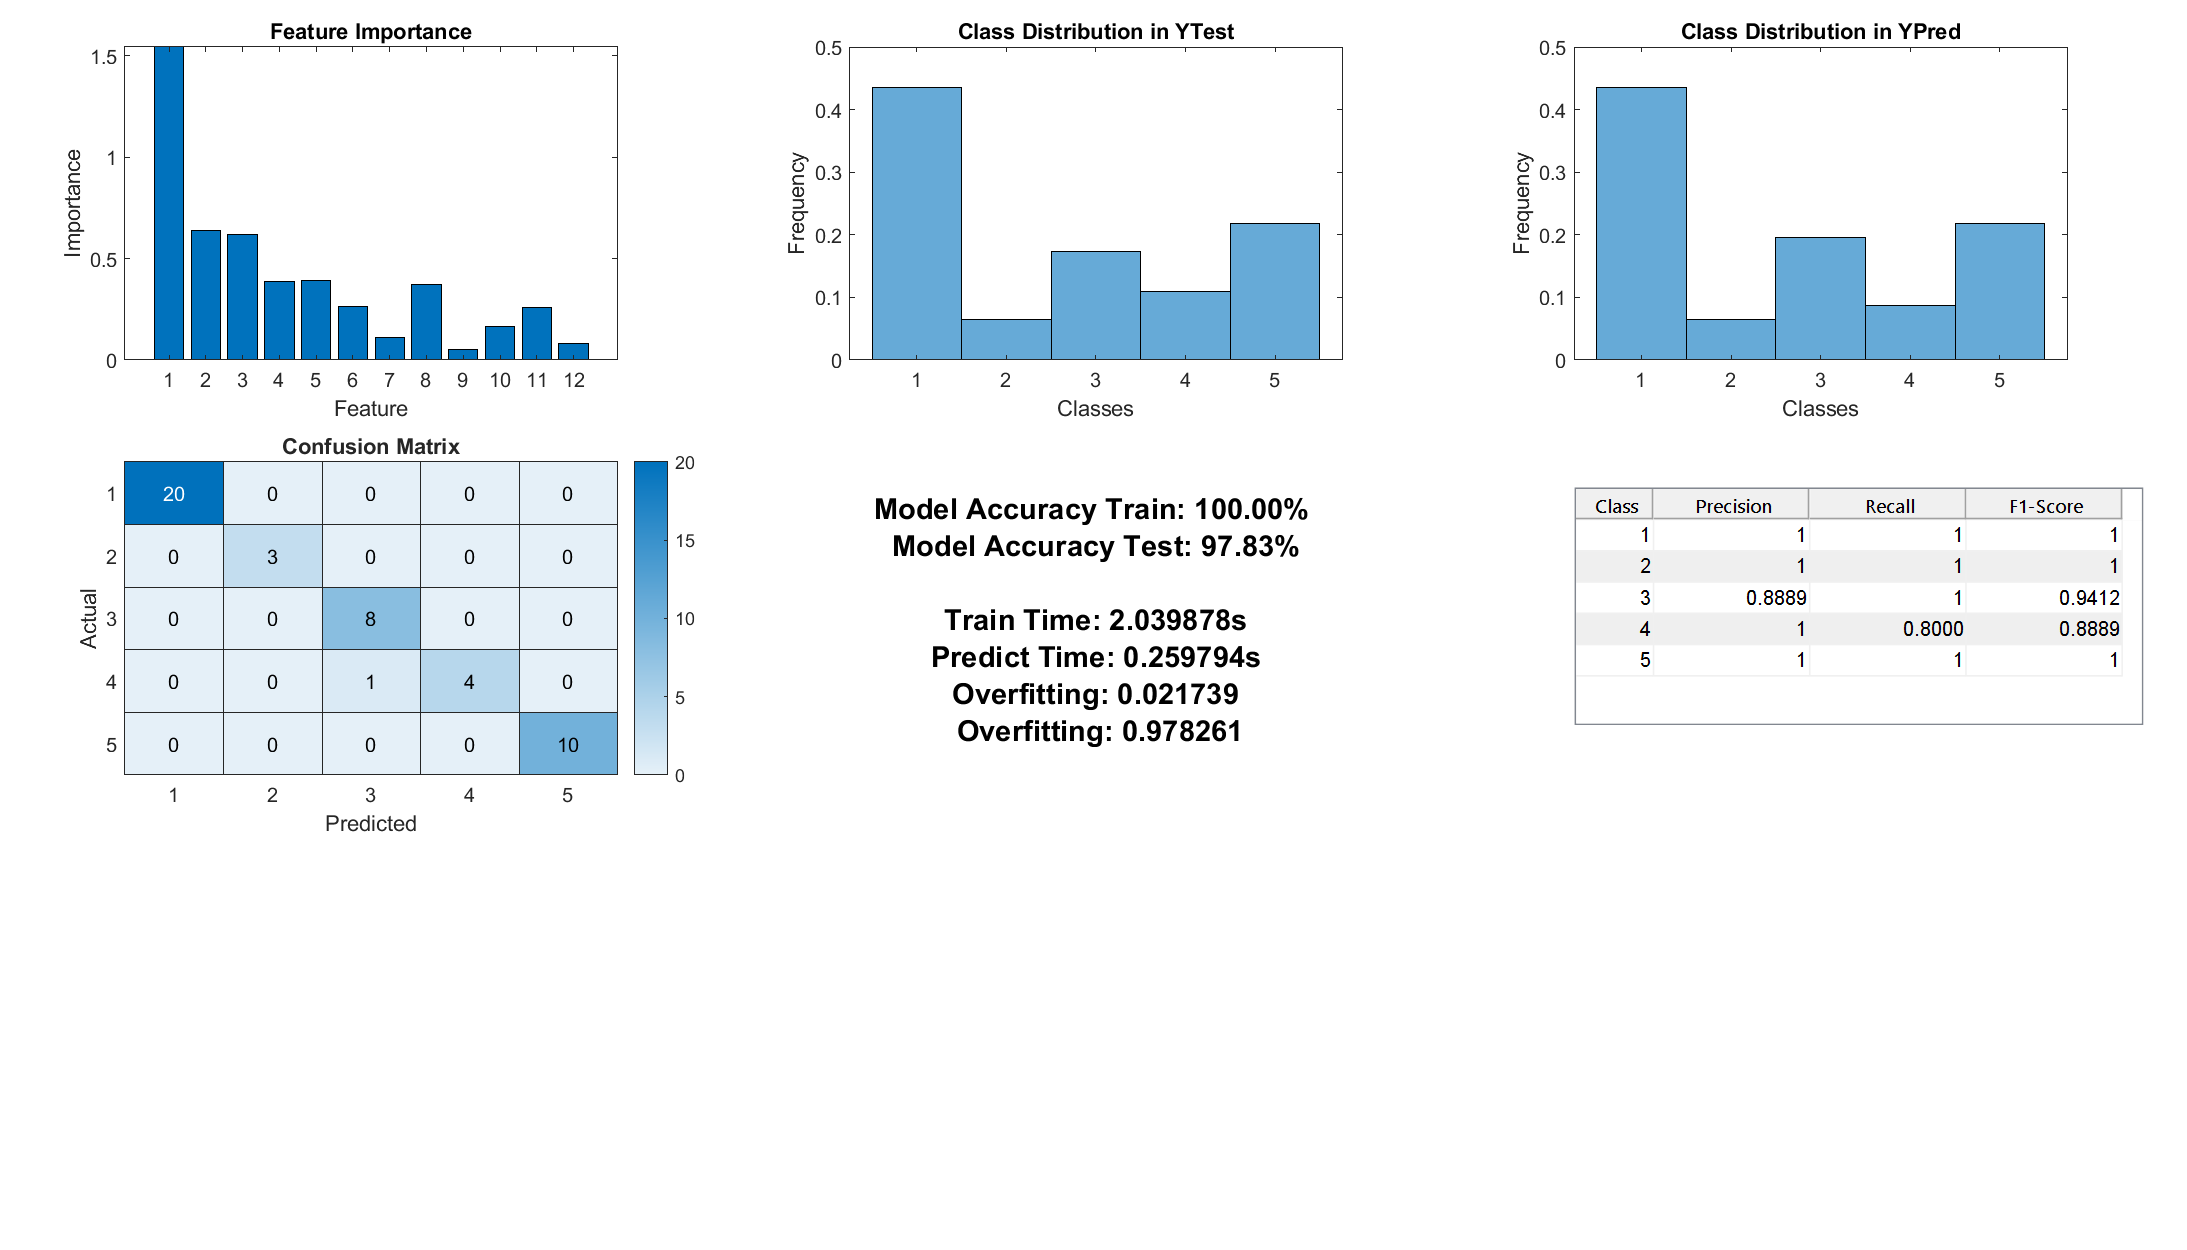 Feature Importance
1.5
1
0.5
0
Importance
1 2 3 4 5 6 7 8 9 10 11 12
Feature
Class Distribution in YTest
0.5
0.4
0.3
0.2
0.1
0
Frequency
1 2 3 4 5
Classes
Class Distribution in YPred
0.5
0.4
0.3
0.2
0.1
0
Frequency
1 2 3 4 5
Classes
Confusion Matrix
Actual
1 20 0 0 0 0
2 0 3 0 0 0
3 0 0 8 0 0
4 0 0 1 4 0
5 0 0 0 0 10
1 2 3 4 5
Predicted
20
15
10
5
0
Model Accuracy Train: 100.00%
Model Accuracy Test: 97.83%
Train Time: 2.039878s
Predict Time: 0.259794s
Overfitting: 0.021739
Overfitting: 0.978261
Class Precision Recall F1-Score
1 1 1 1
2 1 1 1
3 0.8889 1 0.9412
4 1 0.8000 0.8889
5 1 1 1